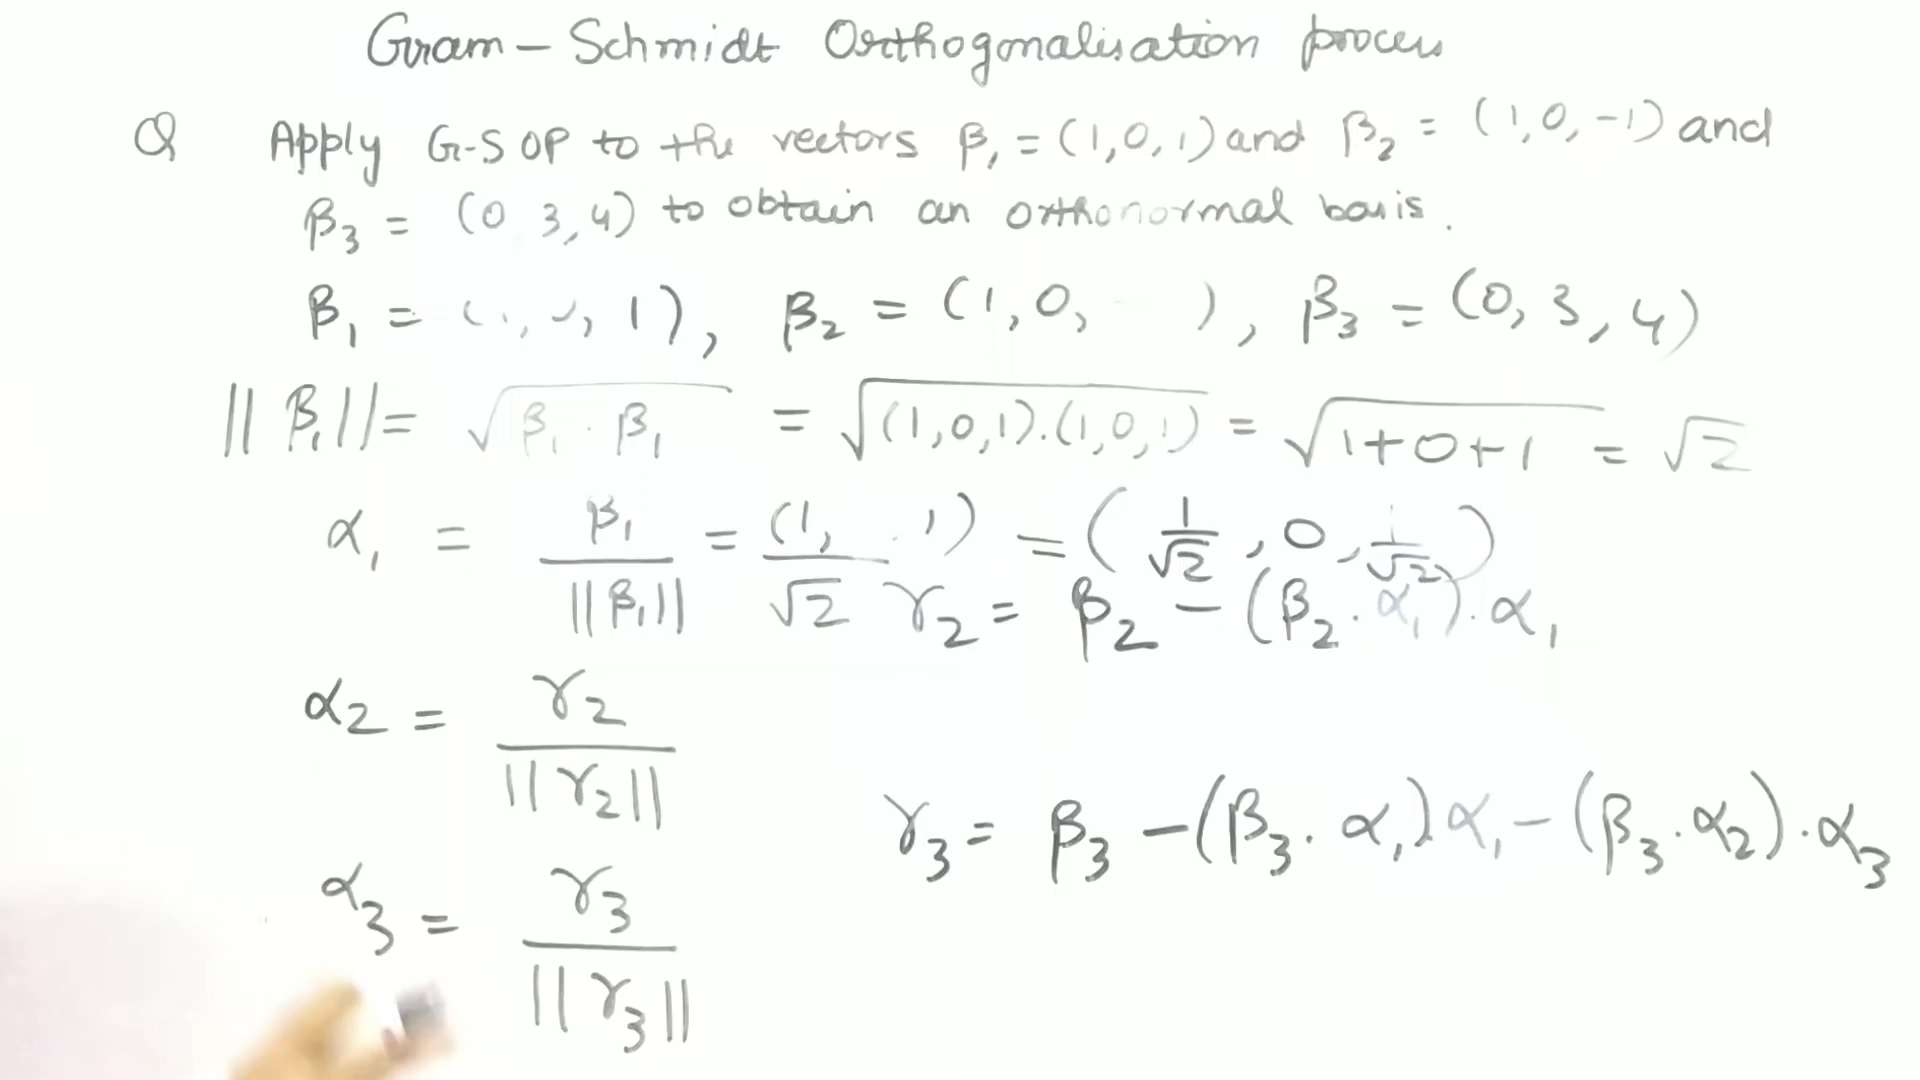 Gram - Schmidt Orthogonalisation process
Q Apply G-S OP to the vectors β₁ = (1,0,1) and β₂ = (1,0,-1) and
β₃ = (0 3,4) to obtain an orthonormal basis.
β₁ = ( , , 1), β₂ = (1,0, ), β₃ = (0,3,4)
||β₁|| = √(β₁ . β₁) = √((1,0,1).(1,0,1)) = √(1+0+1) = √2
α₁ = β₁/||β₁|| = (1, 1)/√2 = (1/√2, 0, 1/√2)
γ₂ = β₂ - (β₂ . α₁) . α₁
α₂ = γ₂/||γ₂||
γ₃ = β₃ - (β₃ . α₁) α₁ - (β₃ . α₂) . α₃
α₃ = γ₃/||γ₃||